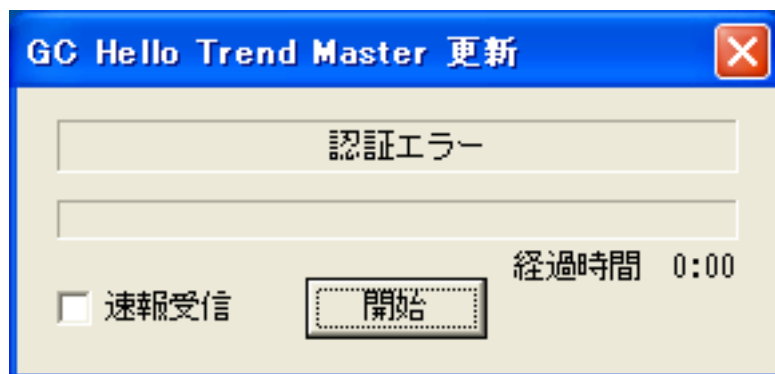 GC Hello Trend Master 更新
認証エラー
経過時間 0:00
速報受信
開始